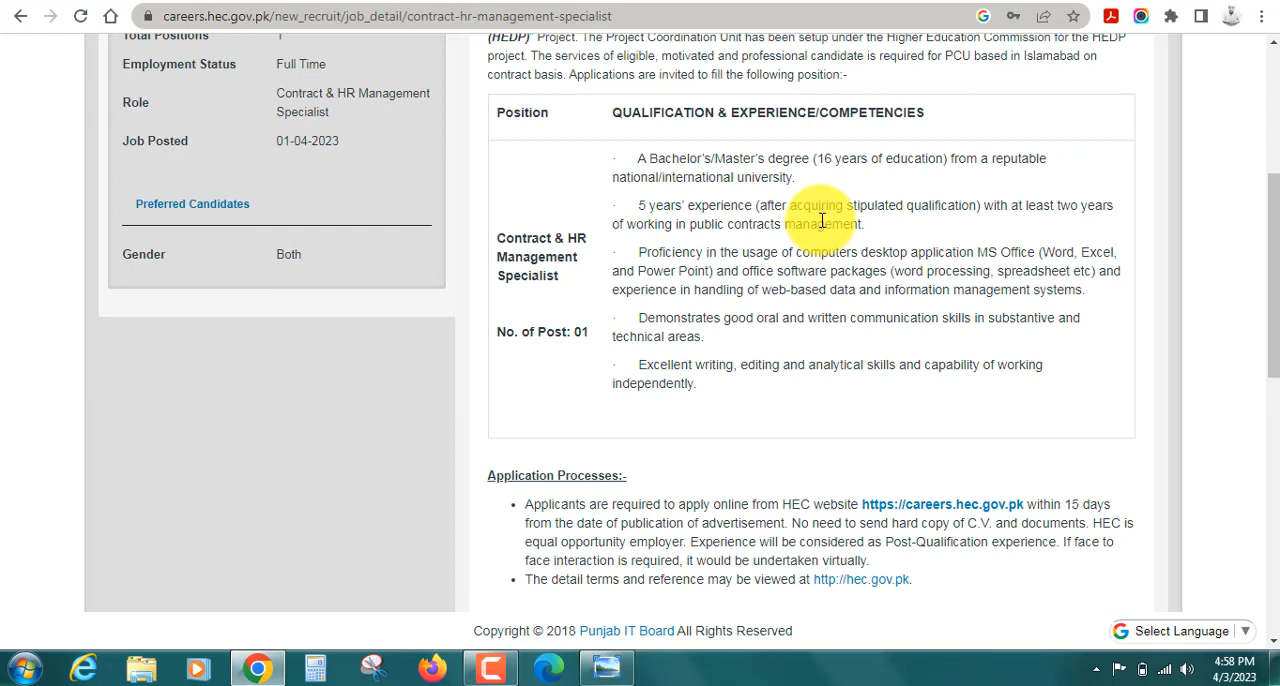 careers.hec.gov.pk/new_recruit/job_detail/contract-hr-management-specialist
Total Positions 1
Employment Status Full Time
Role Contract & HR Management
Specialist
Job Posted 01-04-2023
Preferred Candidates
Gender Both
(HEDP)" Project. The Project Coordination Unit has been setup under the Higher Education Commission for the HEDP
project. The services of eligible, motivated and professional candidate is required for PCU based in Islamabad on
contract basis. Applications are invited to fill the following position:-
Position QUALIFICATION & EXPERIENCE/COMPETENCIES
Contract & HR
Management
Specialist
No. of Post: 01
· A Bachelor's/Master's degree (16 years of education) from a reputable
national/international university.
· 5 years' experience (after acquiring stipulated qualification) with at least two years
of working in public contracts management.
· Proficiency in the usage of computers desktop application MS Office (Word, Excel,
and Power Point) and office software packages (word processing, spreadsheet etc) and
experience in handling of web-based data and information management systems.
· Demonstrates good oral and written communication skills in substantive and
technical areas.
· Excellent writing, editing and analytical skills and capability of working
independently.
Application Processes:-
• Applicants are required to apply online from HEC website https://careers.hec.gov.pk within 15 days
from the date of publication of advertisement. No need to send hard copy of C.V. and documents. HEC is
equal opportunity employer. Experience will be considered as Post-Qualification experience. If face to
face interaction is required, it would be undertaken virtually.
• The detail terms and reference may be viewed at http://hec.gov.pk.
Copyright © 2018 Punjab IT Board All Rights Reserved
Select Language
4:58 PM
4/3/2023